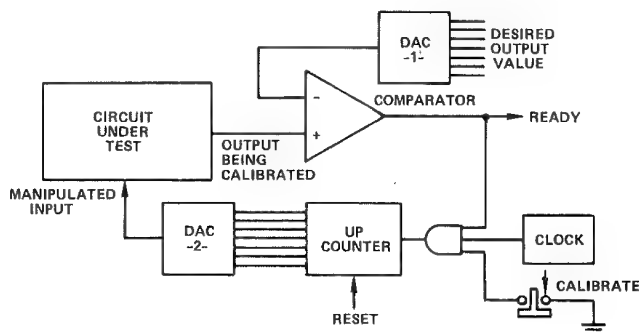 DAC
-1-
DESIRED
OUTPUT
VALUE
-
+
COMPARATOR
READY
CIRCUIT
UNDER
TEST
OUTPUT
BEING
CALIBRATED
MANIPULATED
INPUT
DAC
-2-
UP
COUNTER
CLOCK
CALIBRATE
RESET